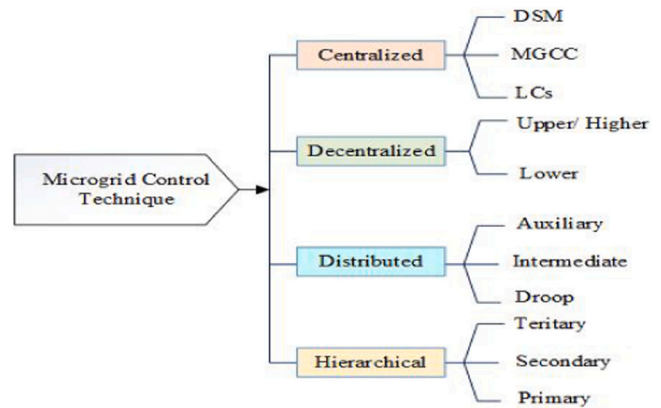 Microgrid Control
Technique
Centralized
DSM
MGCC
LCs
Decentralized
Upper/ Higher
Lower
Distributed
Auxiliary
Intermediate
Droop
Hierarchical
Teritary
Secondary
Primary